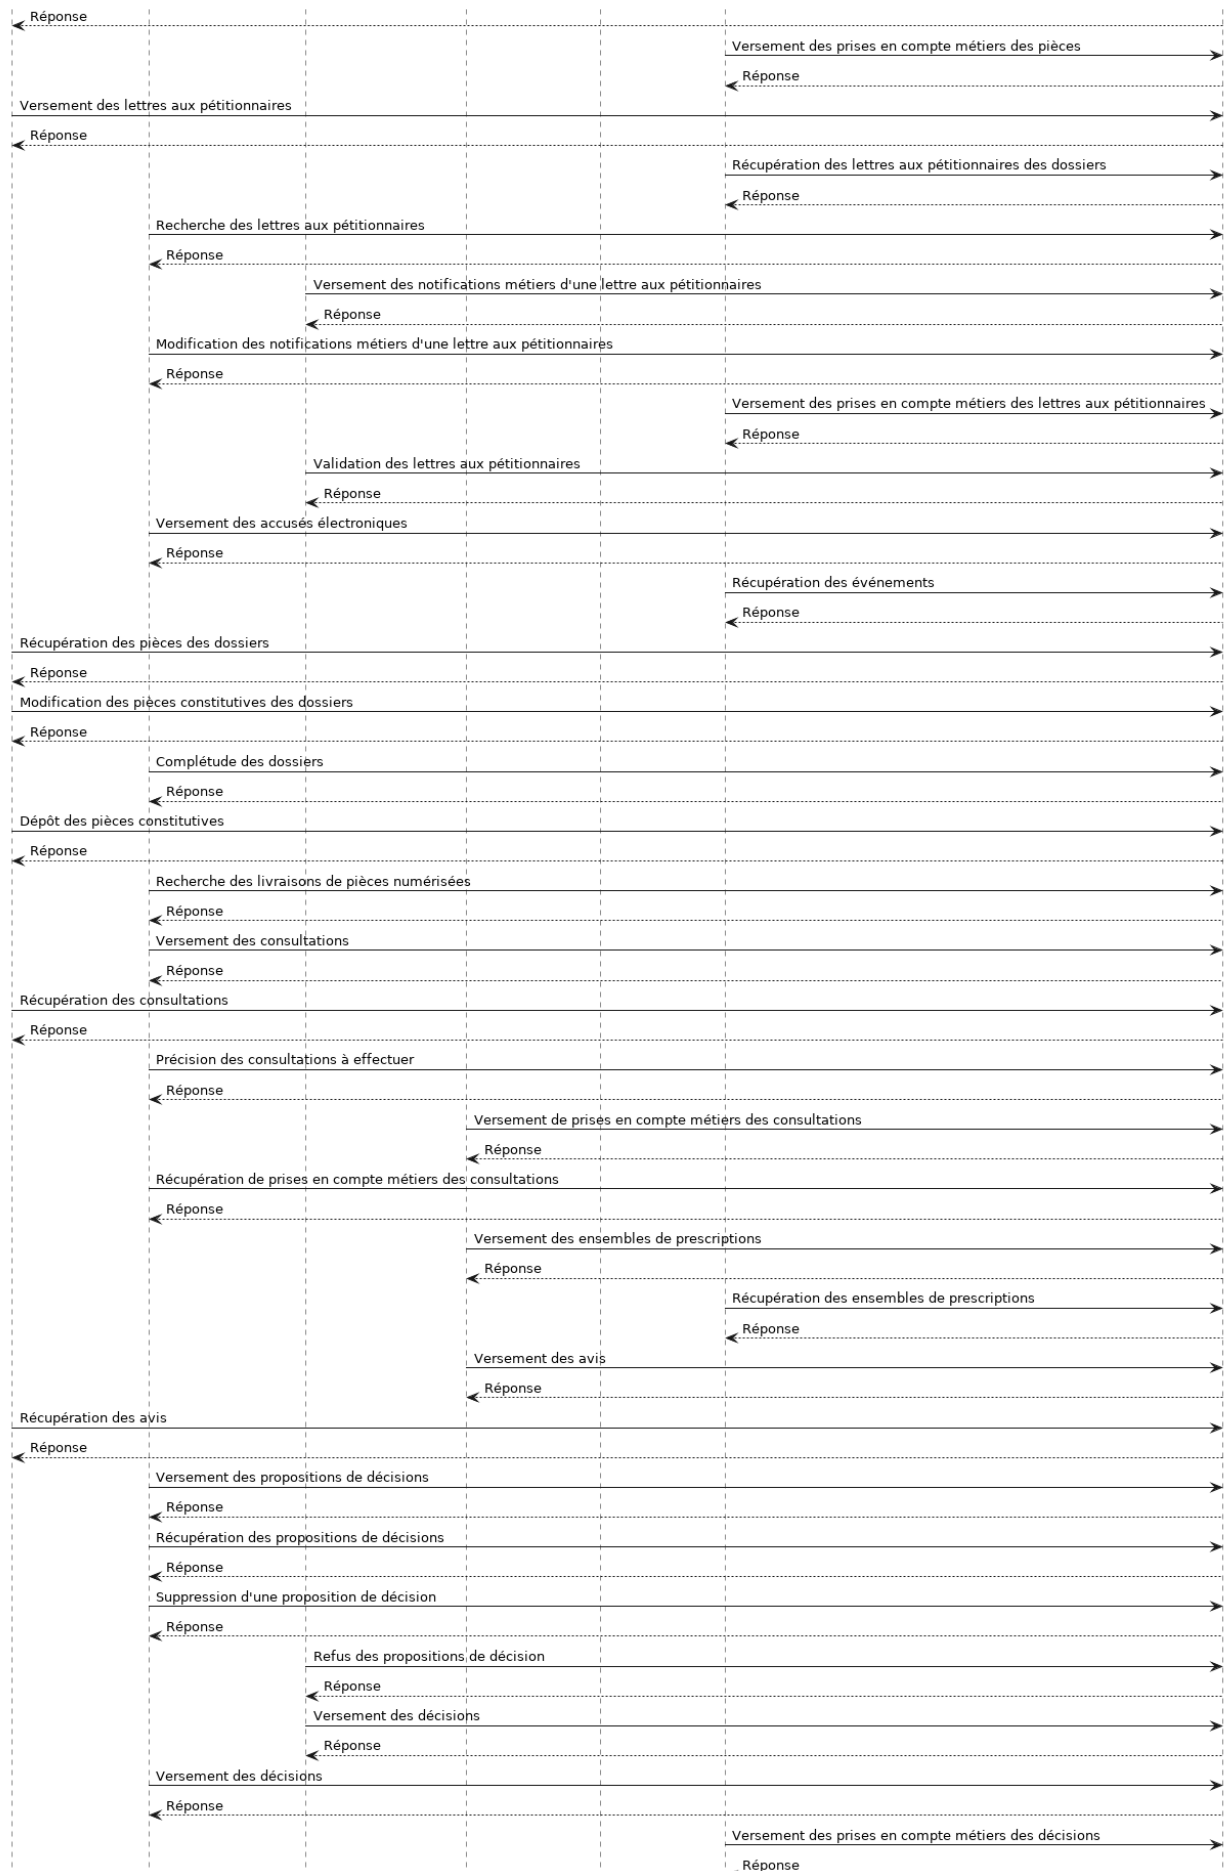 Réponse
Versement des prises en compte métiers des pièces
Réponse
Versement des lettres aux pétitionnaires
Réponse
Récupération des lettres aux pétitionnaires des dossiers
Réponse
Recherche des lettres aux pétitionnaires
Réponse
Versement des notifications métiers d'une lettre aux pétitionnaires
Réponse
Modification des notifications métiers d'une lettre aux pétitionnaires
Réponse
Versement des prises en compte métiers des lettres aux pétitionnaires
Réponse
Validation des lettres aux pétitionnaires
Réponse
Versement des accusés électroniques
Réponse
Récupération des événements
Réponse
Récupération des pièces des dossiers
Réponse
Modification des pièces constitutives des dossiers
Réponse
Complétude des dossiers
Réponse
Dépôt des pièces constitutives
Réponse
Recherche des livraisons de pièces numérisées
Réponse
Versement des consultations
Réponse
Récupération des consultations
Réponse
Précision des consultations à effectuer
Réponse
Versement de prises en compte métiers des consultations
Réponse
Récupération de prises en compte métiers des consultations
Réponse
Versement des ensembles de prescriptions
Réponse
Récupération des ensembles de prescriptions
Réponse
Versement des avis
Réponse
Récupération des avis
Réponse
Versement des propositions de décisions
Réponse
Récupération des propositions de décisions
Réponse
Suppression d'une proposition de décision
Réponse
Refus des propositions de décision
Réponse
Versement des décisions
Réponse
Versement des décisions
Réponse
Versement des prises en compte métiers des décisions
Réponse